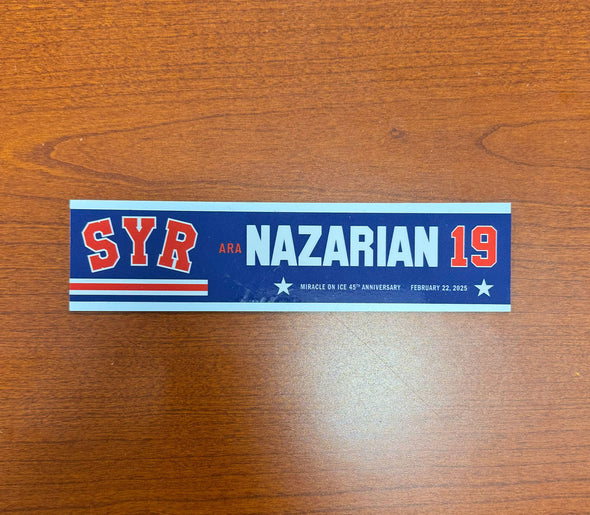 SYR
ARA NAZARIAN 19
MIRACLE ON ICE 45TH ANNIVERSARY FEBRUARY 22, 2025